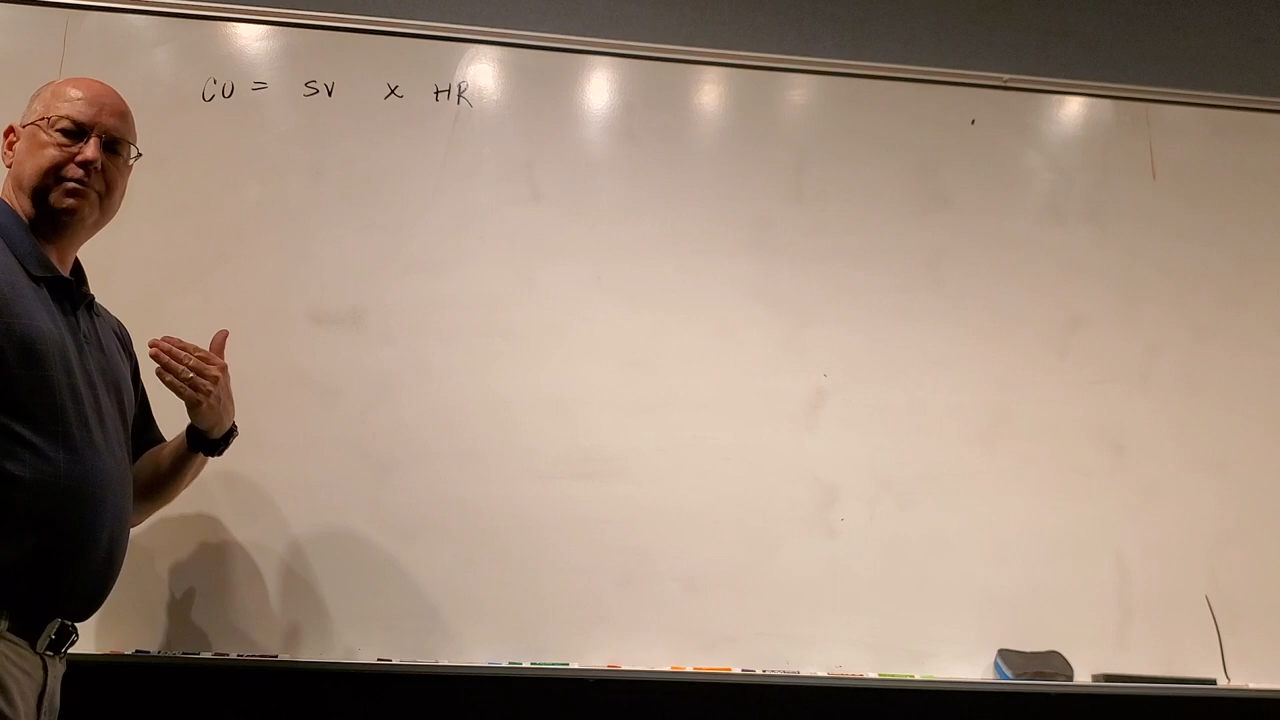 CO = SV x HR